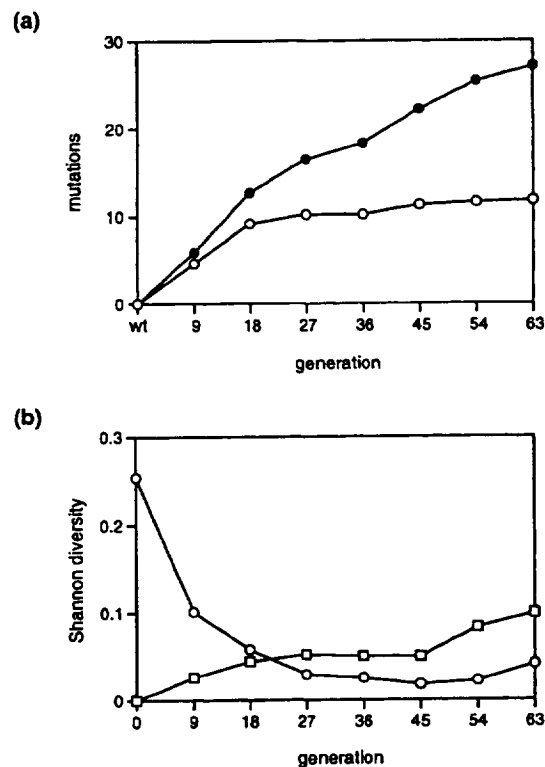 (a)
30
20
10
0
mutations
wt 9 18 27 36 45 54 63
generation
(b)
0.3
0.2
0.1
0
Shannon diversity
0 9 18 27 36 45 54 63
generation